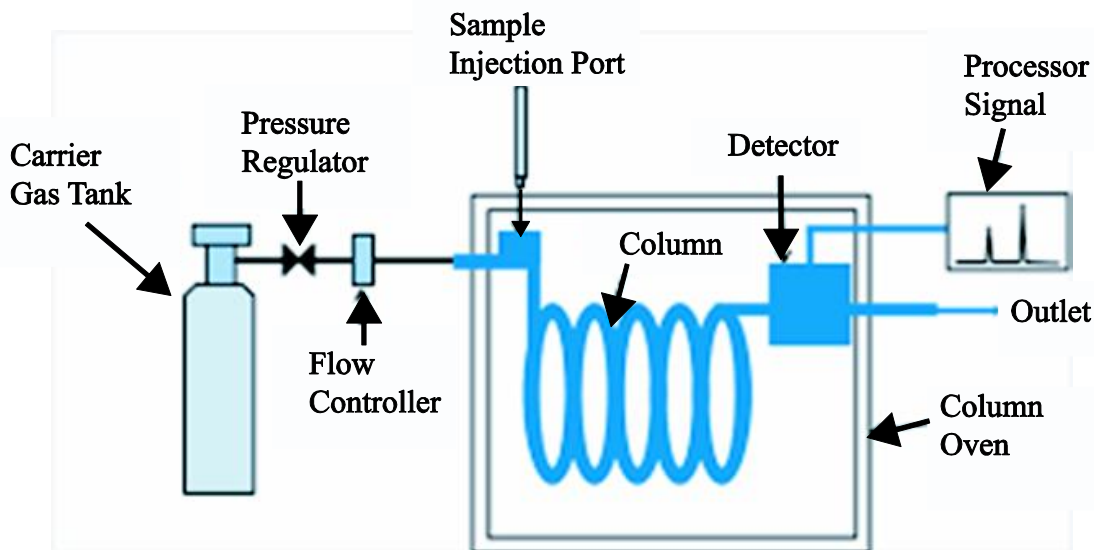 Sample
Injection Port
Processor
Signal
Pressure
Regulator
Detector
Carrier
Gas Tank
Column
Outlet
Flow
Controller
Column
Oven